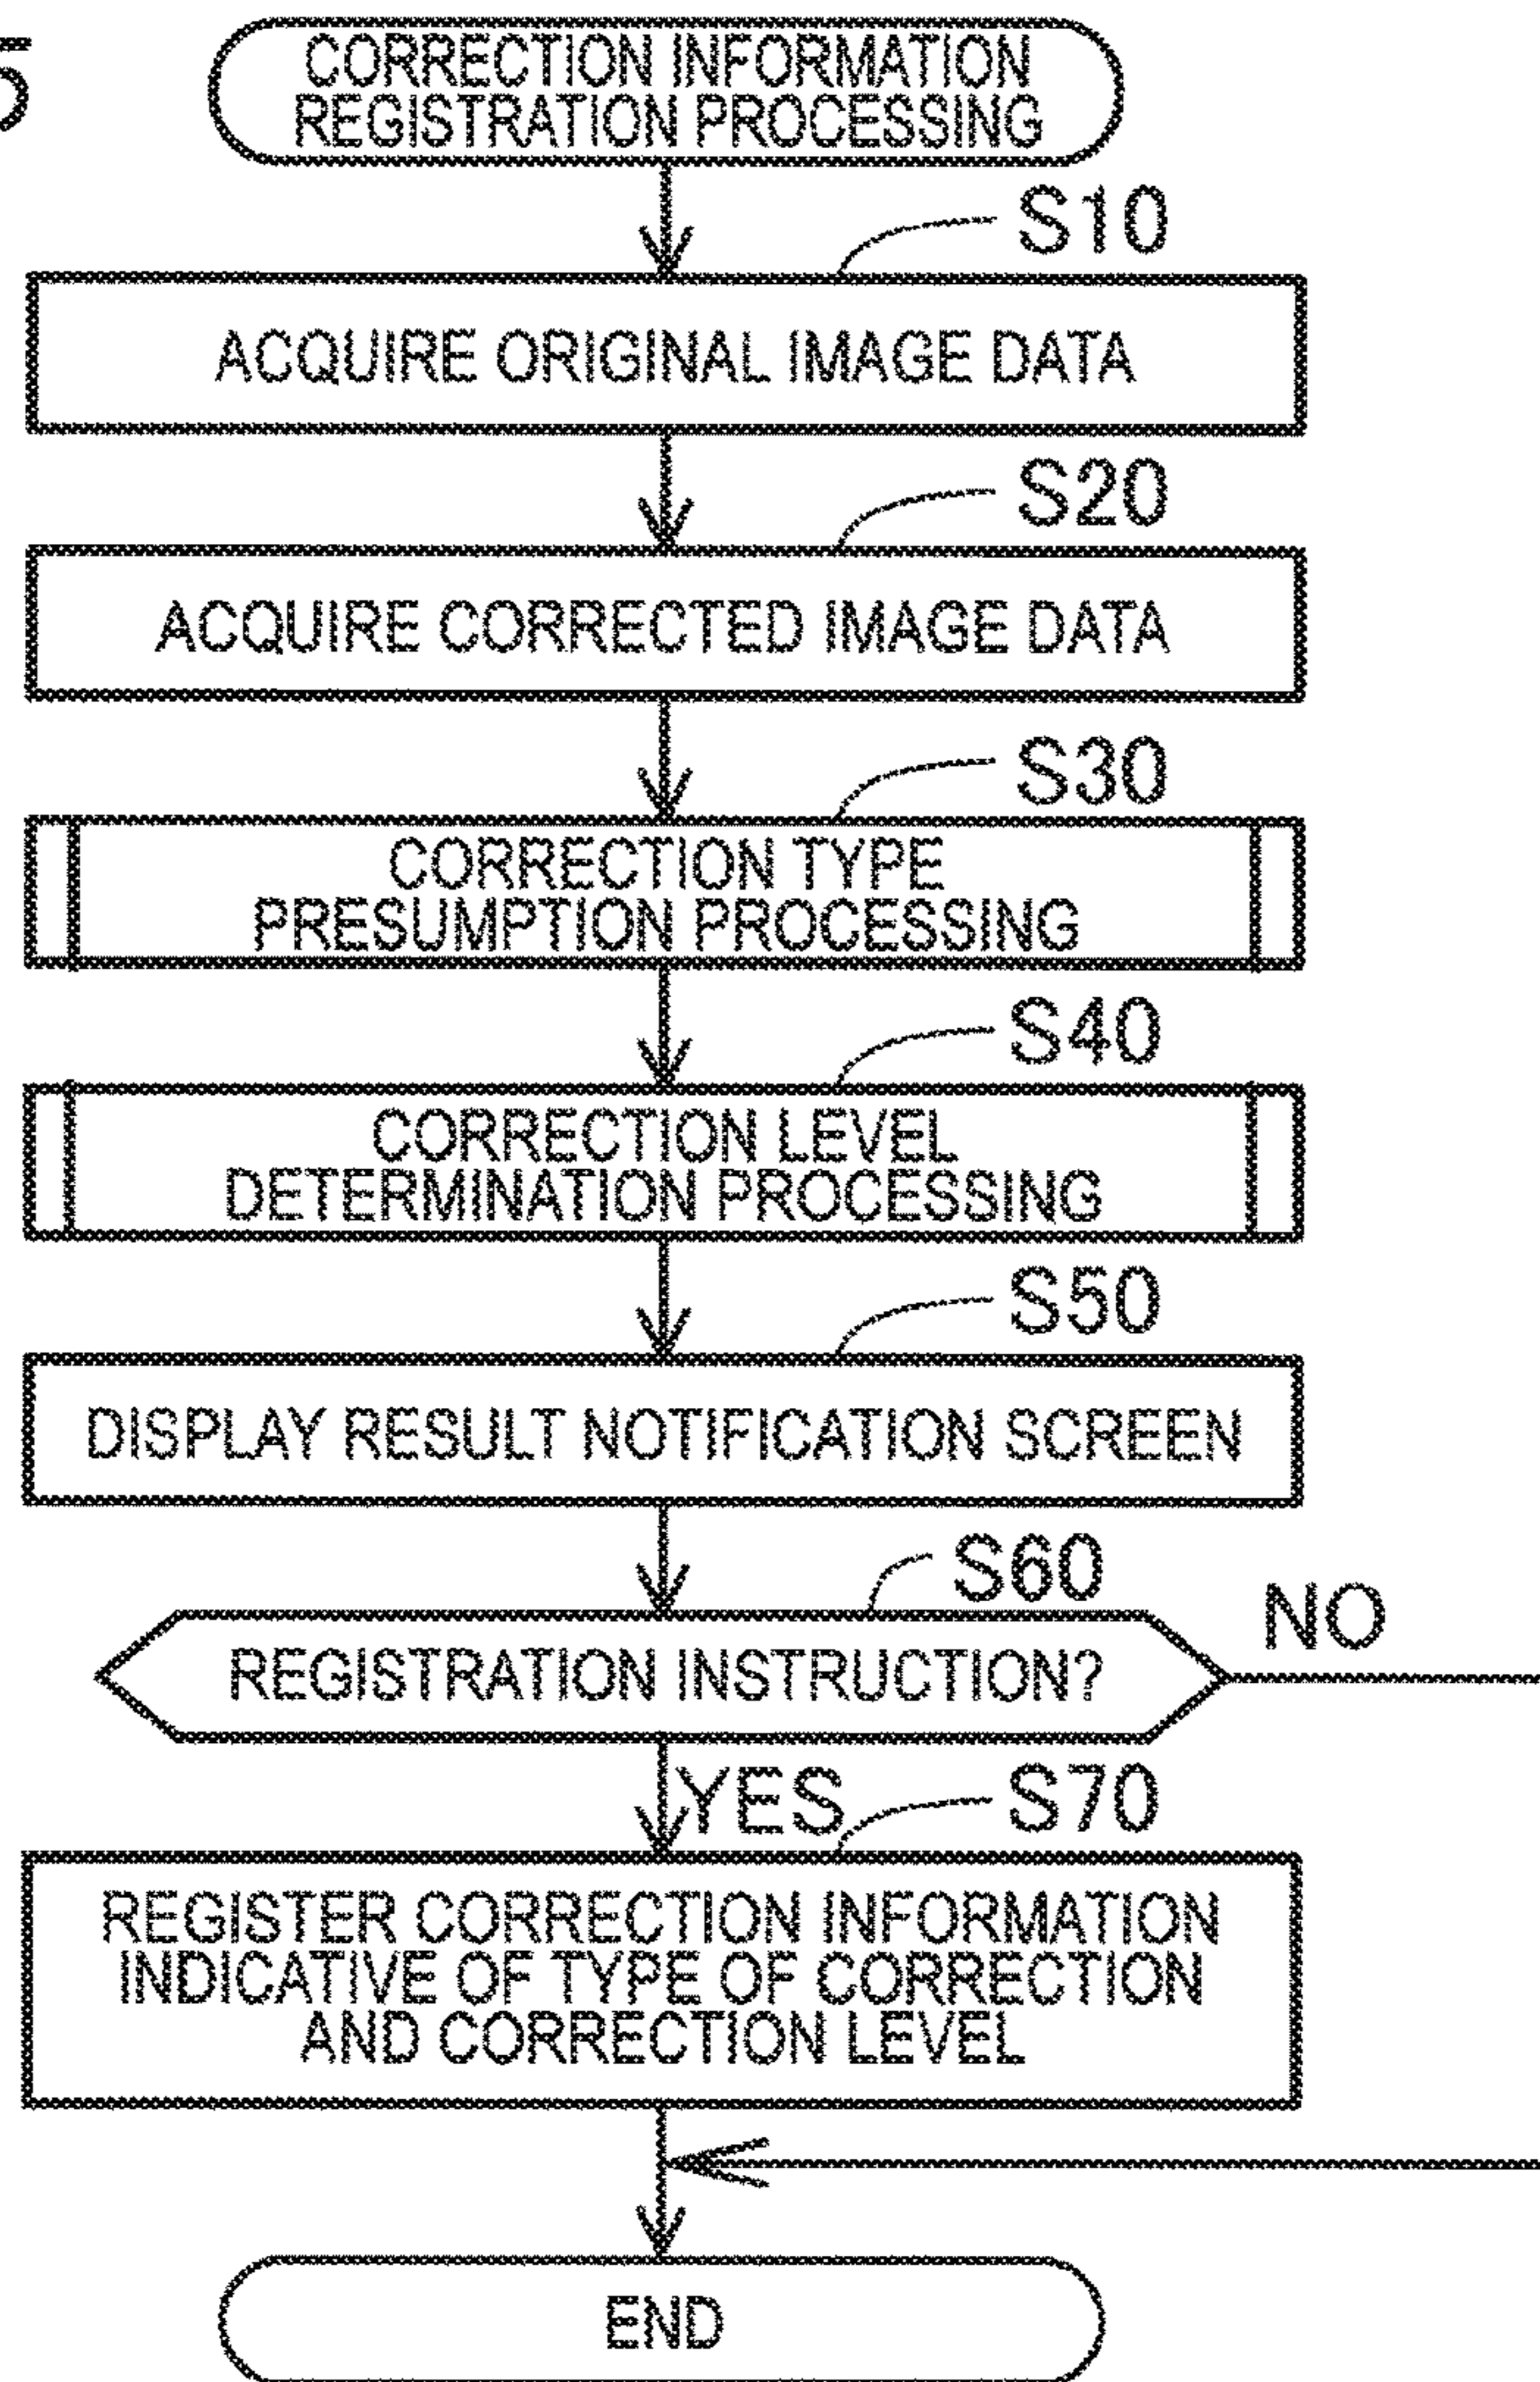 5
CORRECTION INFORMATION
REGISTRATION PROCESSING
S10
ACQUIRE ORIGINAL IMAGE DATA
S20
ACQUIRE CORRECTED IMAGE DATA
S30
CORRECTION TYPE
PRESUMPTION PROCESSING
S40
CORRECTION LEVEL
DETERMINATION PROCESSING
S50
DISPLAY RESULT NOTIFICATION SCREEN
S60
NO
REGISTRATION INSTRUCTION?
YES
S70
REGISTER CORRECTION INFORMATION
INDICATIVE OF TYPE OF CORRECTION
AND CORRECTION LEVEL
END